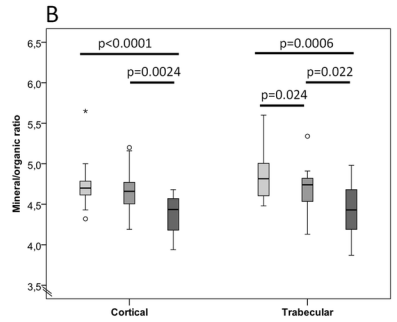 B
6,5
p<0.0001
p=0.0006
6,0
p=0.0024
p=0.022
p=0.024
5,5
*
5,0
4,5
4,0
3,5
Mineral/organic ratio
Cortical
Trabecular